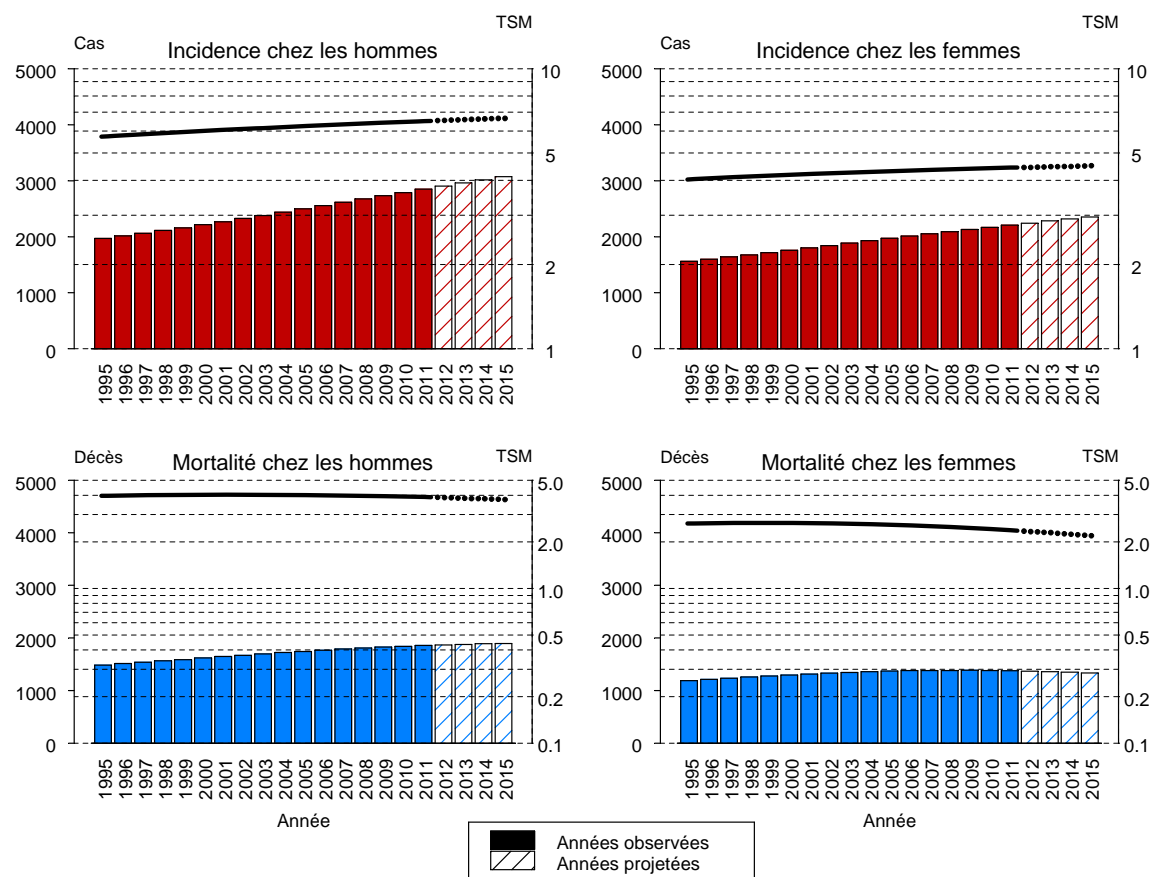 TSM
TSM
Cas
Incidence chez les hommes
Cas
Incidence chez les femmes
5000
4000
3000
2000
1000
0
10
5
2
1
1995 1996 1997 1998 1999 2000 2001 2002 2003 2004 2005 2006 2007 2008 2009 2010 2011 2012 2013 2014 2015
5000
4000
3000
2000
1000
0
10
5
2
1
1995 1996 1997 1998 1999 2000 2001 2002 2003 2004 2005 2006 2007 2008 2009 2010 2011 2012 2013 2014 2015
Décès
Mortalité chez les hommes
TSM
5000
4000
3000
2000
1000
0
5.0
2.0
1.0
0.5
0.2
0.1
1995 1996 1997 1998 1999 2000 2001 2002 2003 2004 2005 2006 2007 2008 2009 2010 2011 2012 2013 2014 2015
Année
Décès
Mortalité chez les femmes
TSM
5000
4000
3000
2000
1000
0
5.0
2.0
1.0
0.5
0.2
0.1
1995 1996 1997 1998 1999 2000 2001 2002 2003 2004 2005 2006 2007 2008 2009 2010 2011 2012 2013 2014 2015
Année
Années observées
Années projetées